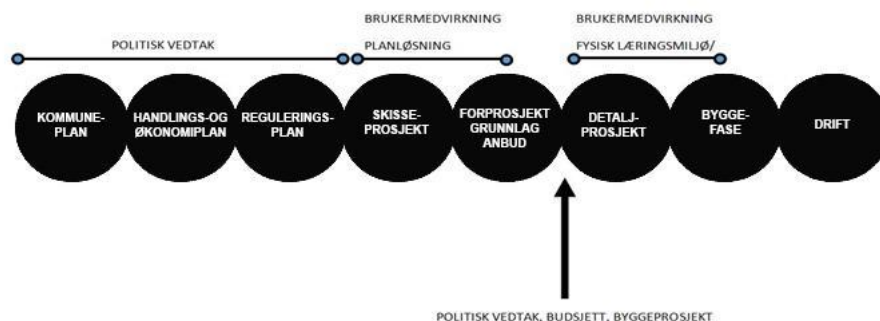 POLITISK VEDTAK
BRUKERMEDVIRKNING
PLANLØSNING
BRUKERMEDVIRKNING
FYSISK LÆRINGSMILJØ/
KOMMUNE-
PLAN
HANDLINGS-OG
ØKONOMIPLAN
REGULERINGS-
PLAN
SKISSE-
PROSJEKT
FORPROSJEKT
GRUNNLAG
ANBUD
DETALJ-
PROSJEKT
BYGGE-
FASE
DRIFT
POLITISK VEDTAK, BUDSJETT, BYGGEPROSJEKT